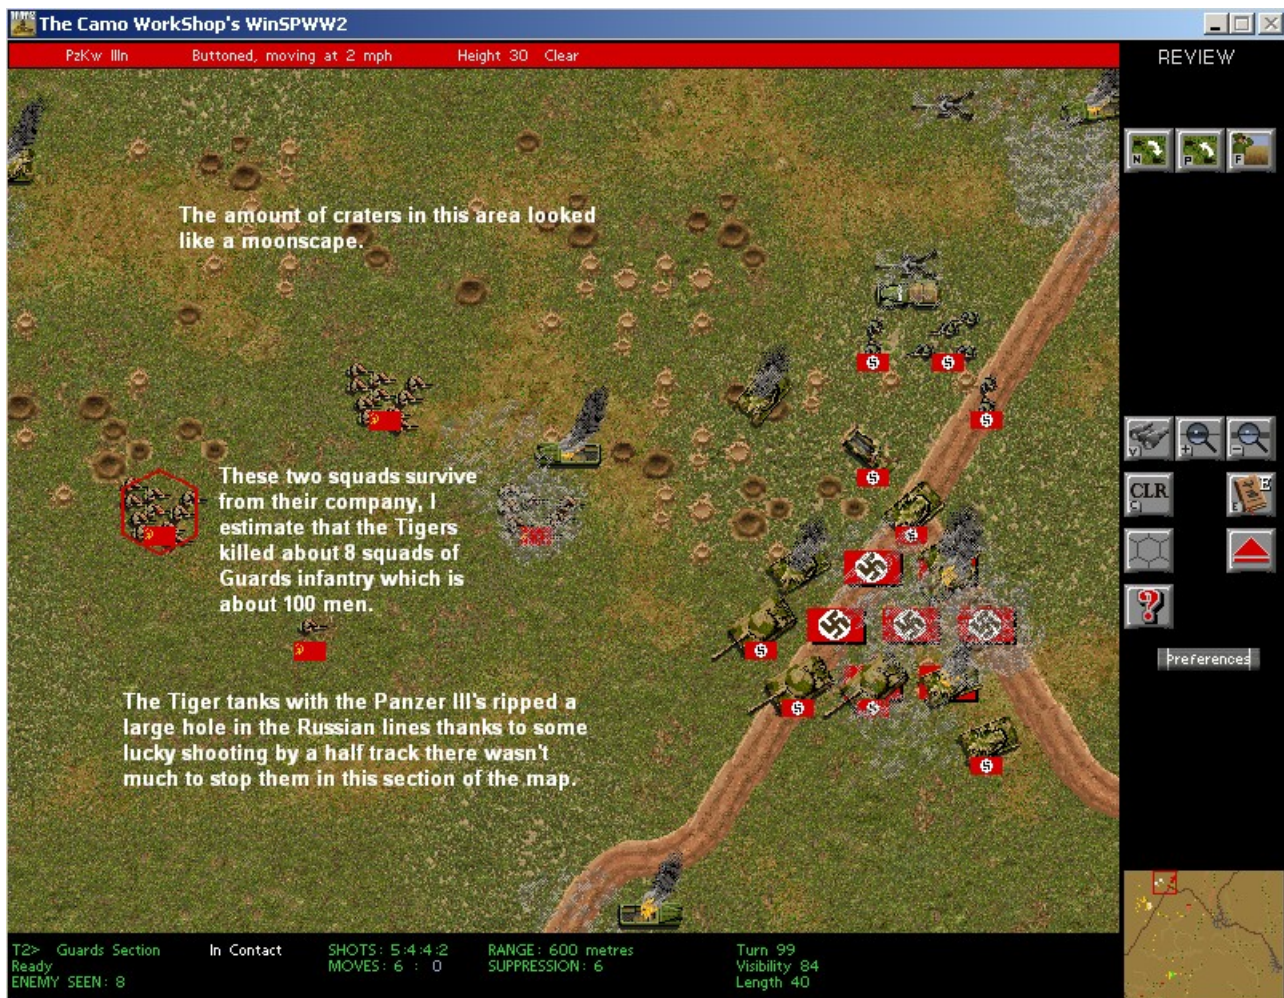 The Camo WorkShop's WinSPWW2
PzKw IIIn Buttoned, moving at 2 mph Height 30 Clear
REVIEW
N P F
The amount of craters in this area looked
like a moonscape.
V + −
These two squads survive
from their company, I
estimate that the Tigers
killed about 8 squads of
Guards infantry which is
about 100 men.
CLR E
C E
?
Preferences
The Tiger tanks with the Panzer III's ripped a
large hole in the Russian lines thanks to some
lucky shooting by a half track there wasn't
much to stop them in this section of the map.
T2> Guards Section In Contact SHOTS: 5:4:4:2 RANGE: 600 metres Turn 99
Ready MOVES: 6 : 0 SUPPRESSION: 6 Visibility 84
ENEMY SEEN: 8 Length 40